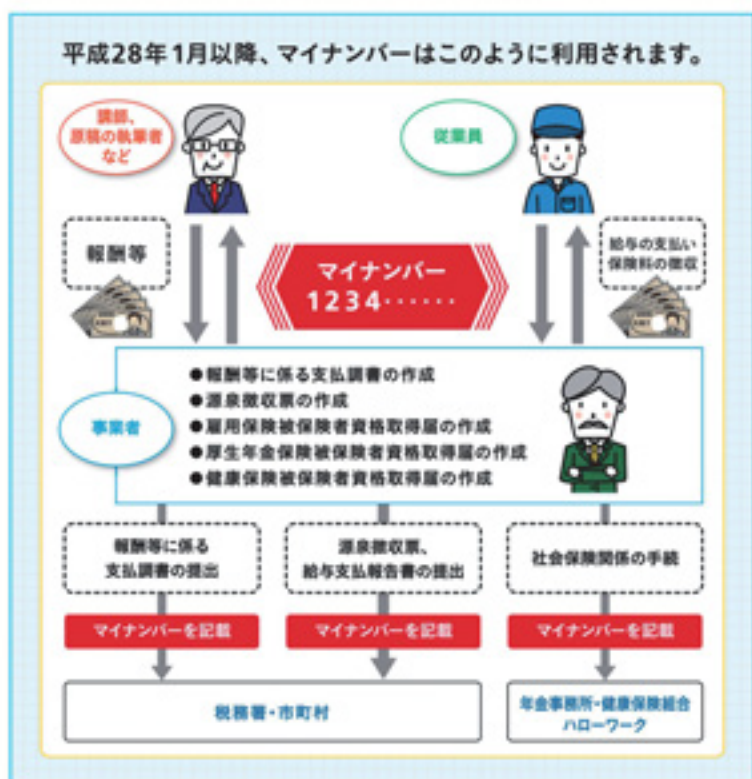 平成28年1月以降、マイナンバーはこのように利用されます。
講師、
原稿の執筆者
など
従業員
報酬等
マイナンバー
1234……
給与の支払い
保険料の徴収
事業者
●報酬等に係る支払調書の作成
●源泉徴収票の作成
●雇用保険被保険者資格取得届の作成
●厚生年金保険被保険者資格取得届の作成
●健康保険被保険者資格取得届の作成
報酬等に係る
支払調書の提出
源泉徴収票、
給与支払報告書の提出
社会保険関係の手続
マイナンバーを記載
マイナンバーを記載
マイナンバーを記載
税務署・市町村
年金事務所・健康保険組合
ハローワーク